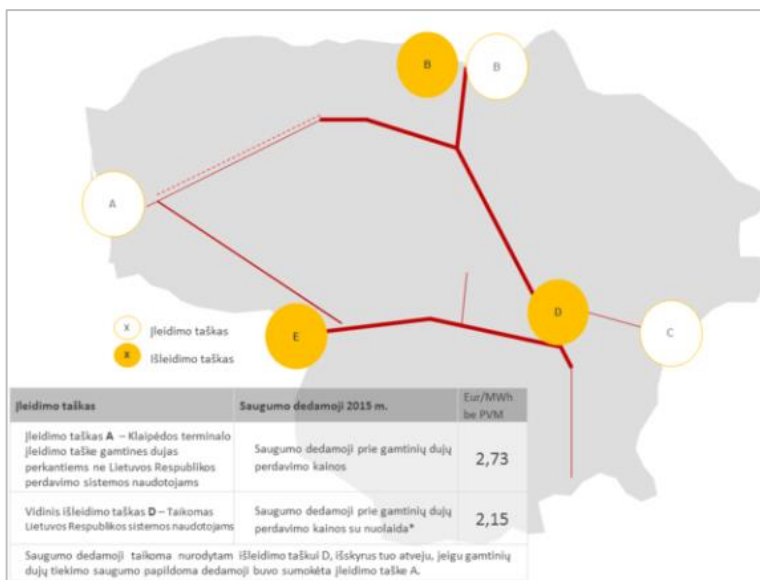 B
B
A
D
C
E
X Įleidimo taškas
X Išleidimo taškas
Įleidimo taškas
Saugumo dedamoji 2015 m.
Eur/MWh
be PVM
Įleidimo taškas A – Klaipėdos terminalo
įleidimo taške gamtines dujas
perkantiems ne Lietuvos Respublikos
perdavimo sistemos naudotojams
Saugumo dedamoji prie gamtinių dujų
perdavimo kainos
2,73
Vidinis išleidimo taškas D – Taikomas
Lietuvos Respublikos sistemos naudotojams
Saugumo dedamoji prie gamtinių dujų
perdavimo kainos su nuolaida*
2,15
Saugumo dedamoji taikoma nurodytam išleidimo taškui D, išskyrus tuo atveju, jeigu gamtinių
dujų tiekimo saugumo papildoma dedamoji buvo sumokėta įleidimo taške A.